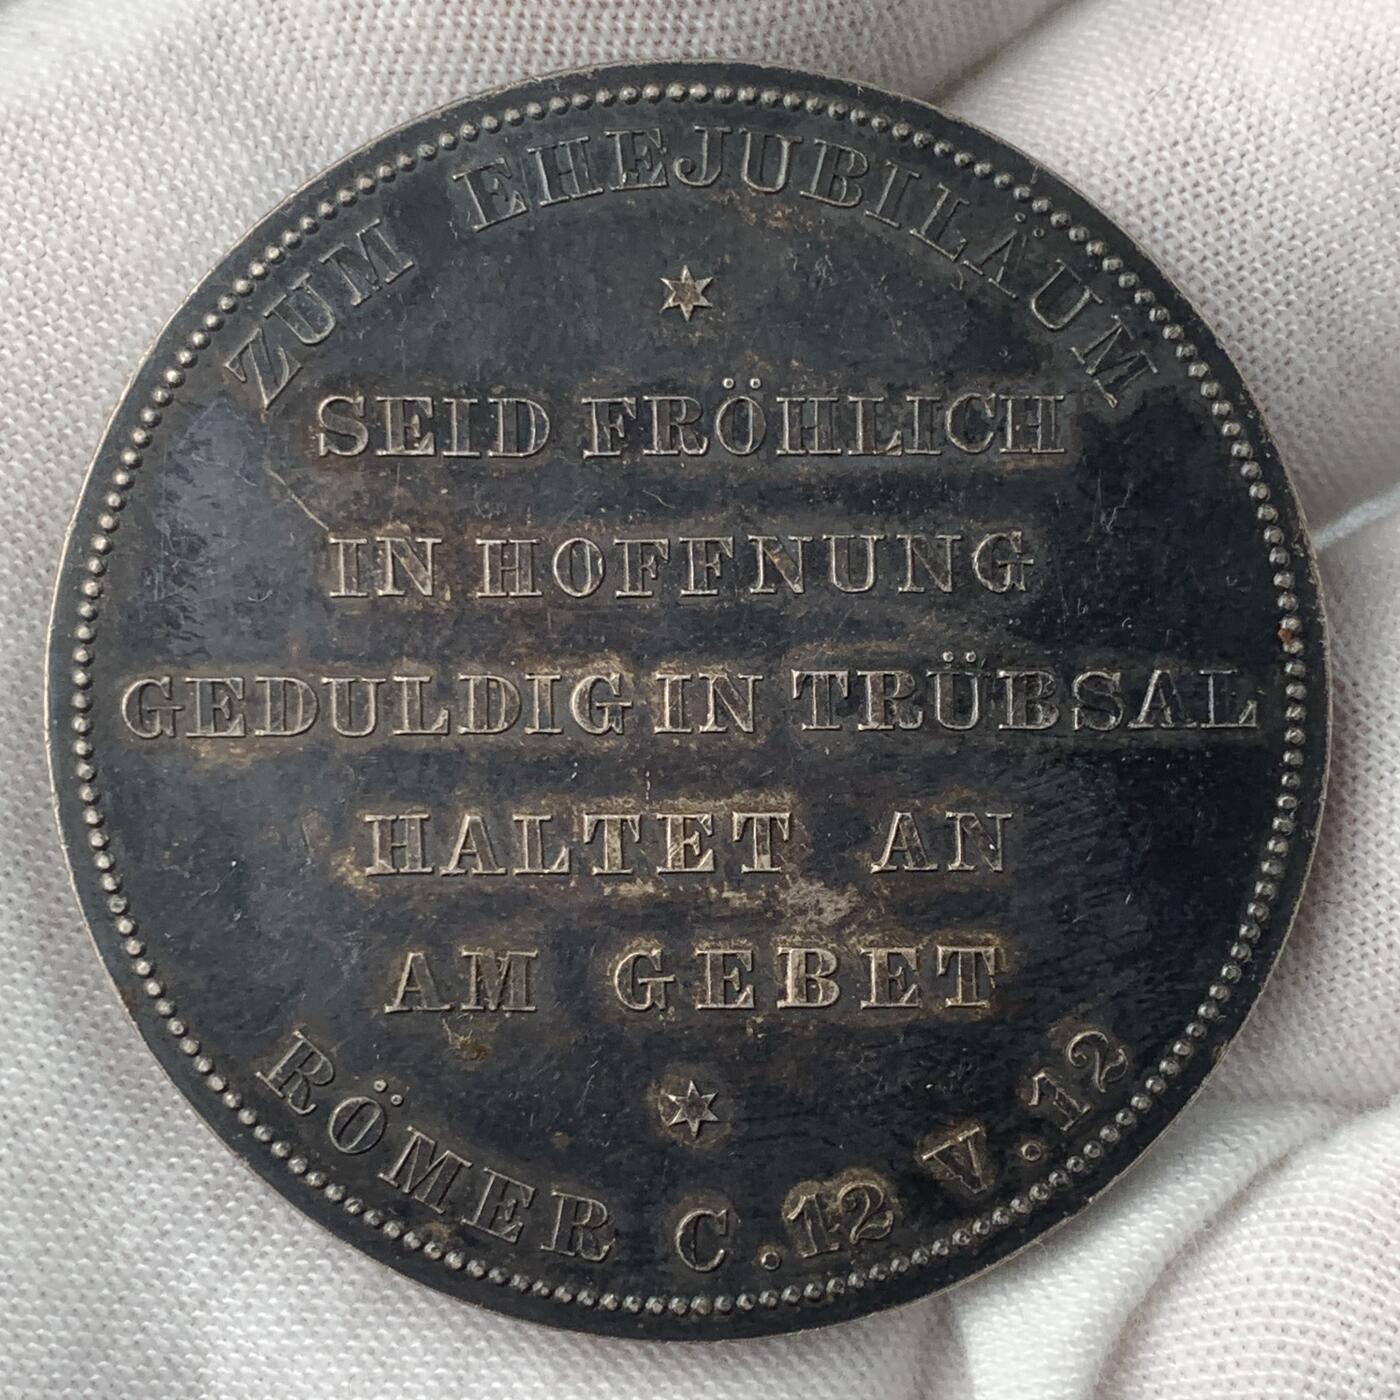 ZUM EHEJUBILÄUM
SEID FRÖHLICH
IN HOFFNUNG
GEDULDIG IN TRÜBSAL
HALTET AN
AM GEBET
RÖMER C. 12 V. 12